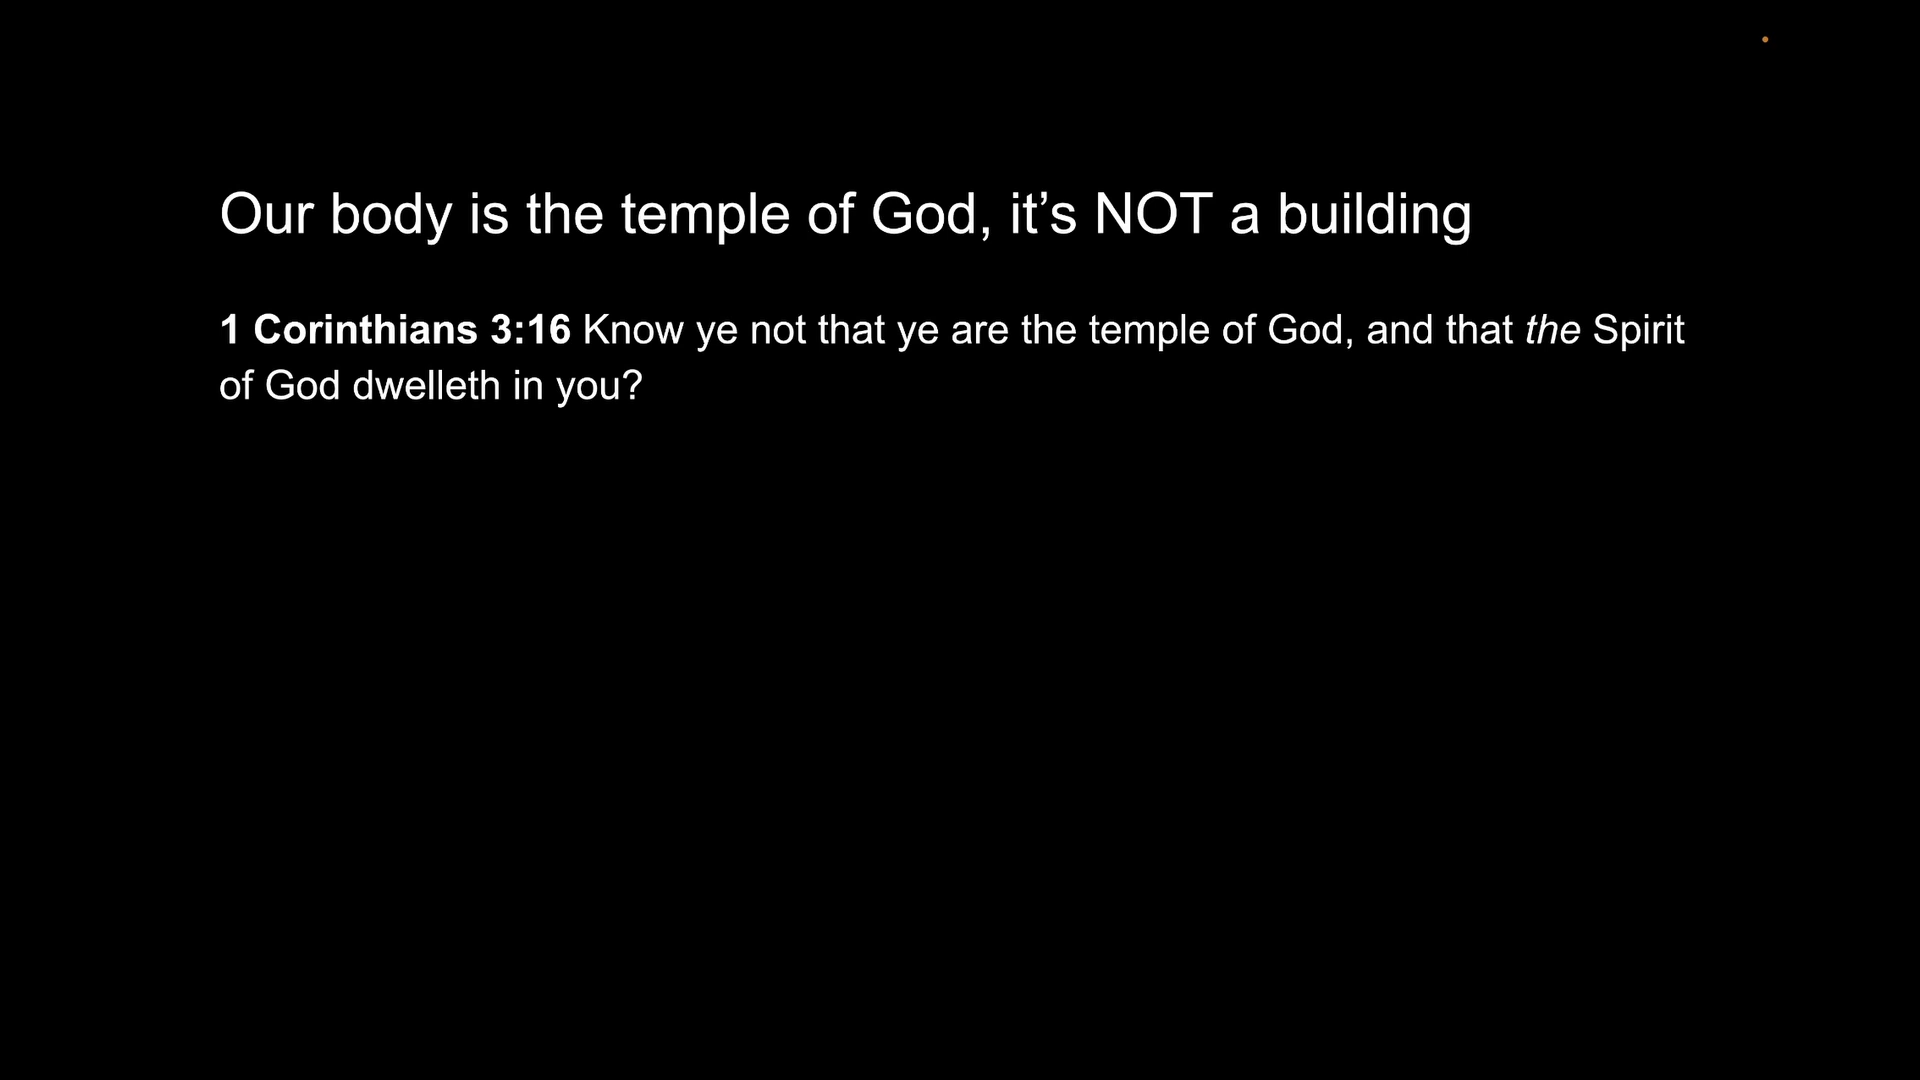 Our body is the temple of God, it’s NOT a building
1 Corinthians 3:16 Know ye not that ye are the temple of God, and that the Spirit
of God dwelleth in you?